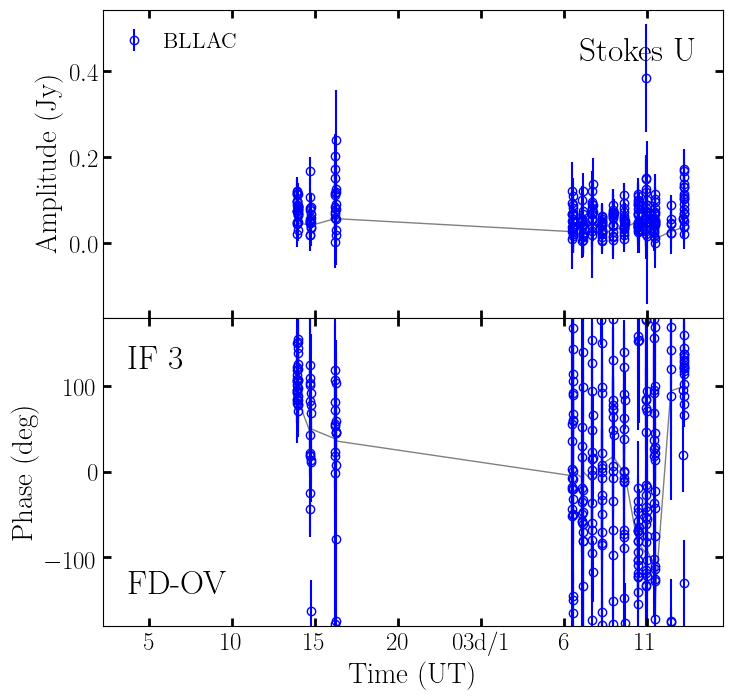 BLLAC
Stokes U
Amplitude (Jy)
0.4
0.2
0.0
IF 3
FD-OV
Phase (deg)
100
0
−100
5 10 15 20 03d/1 6 11
Time (UT)